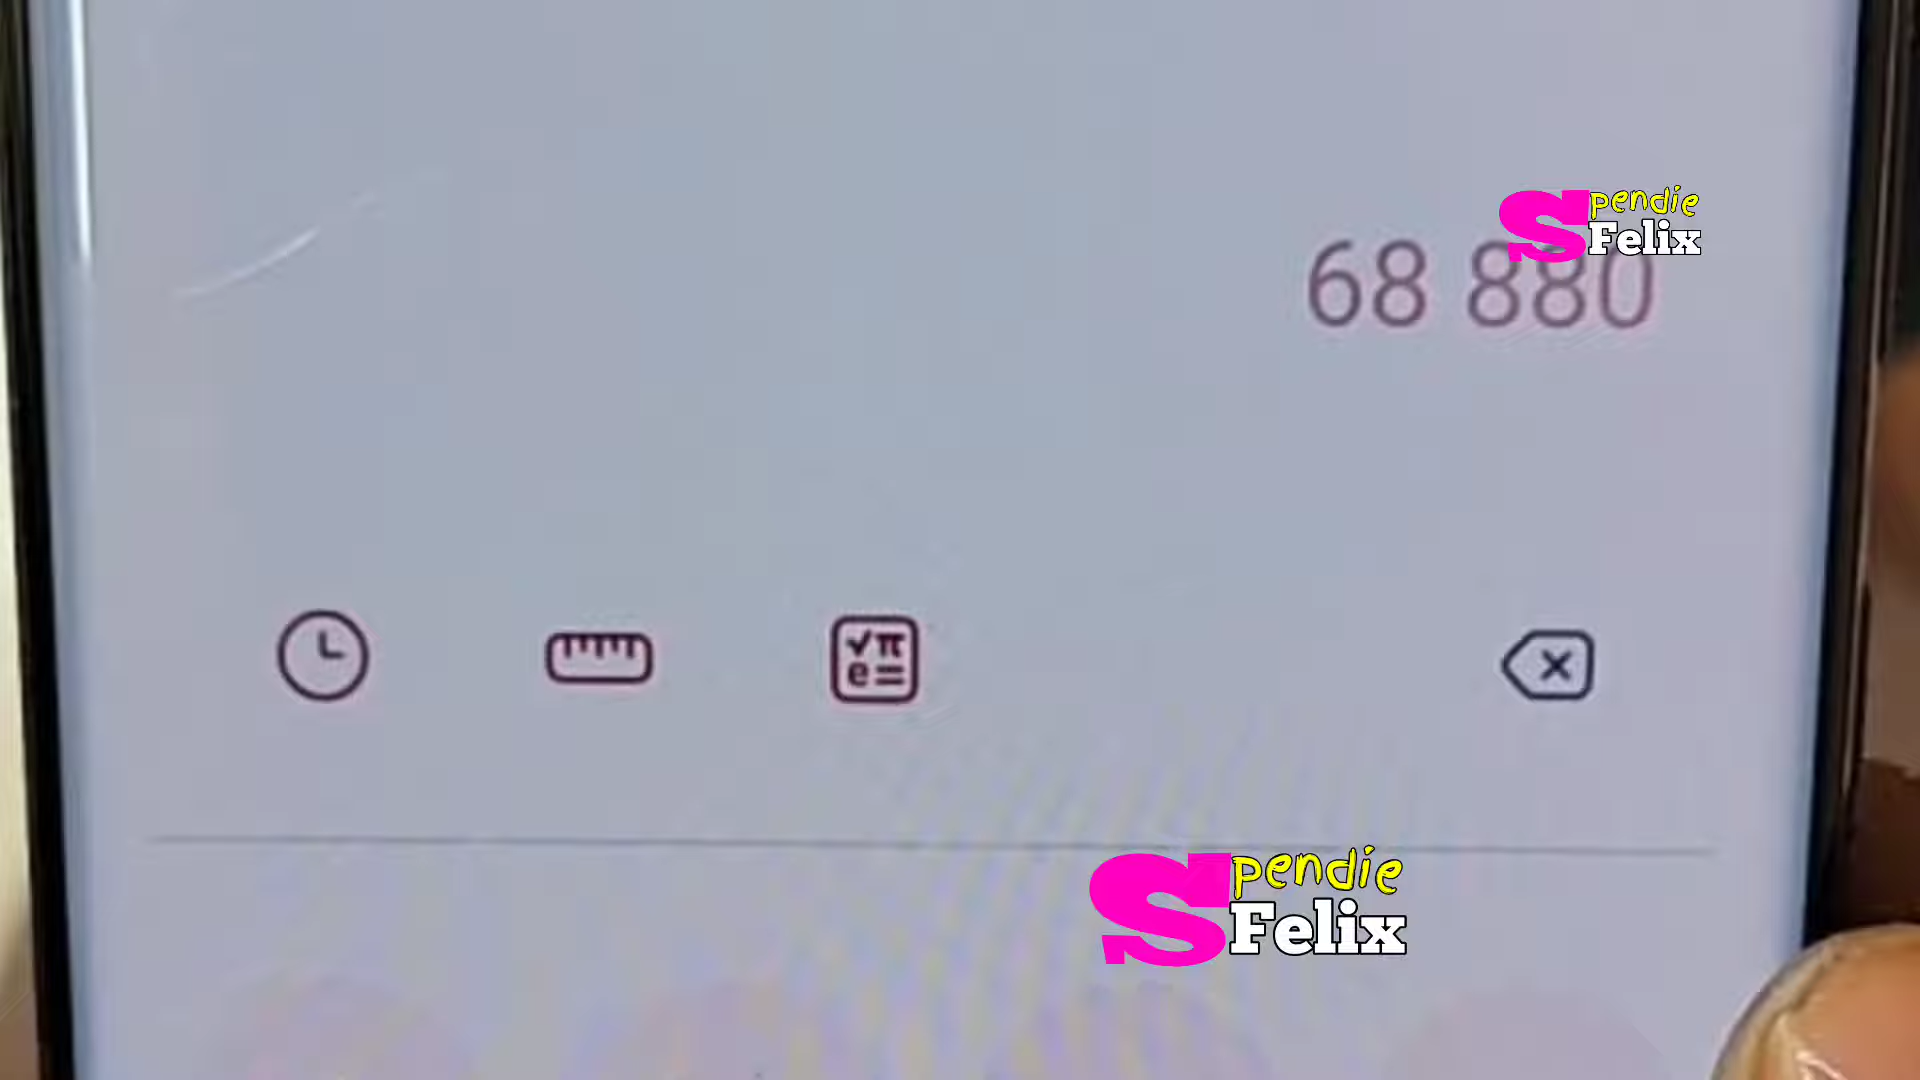 Spendie
Felix
68 880
√π
e=
Spendie
Felix